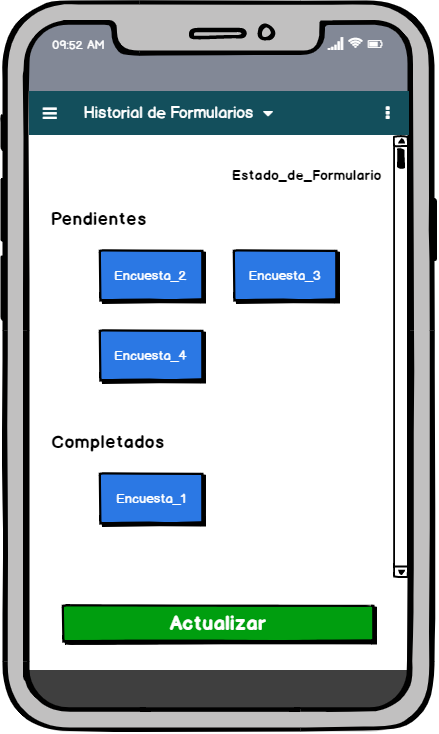 09:52 AM
Historial de Formularios
Estado_de_Formulario
Pendientes
Encuesta_2 Encuesta_3
Encuesta_4
Completados
Encuesta_1
Actualizar